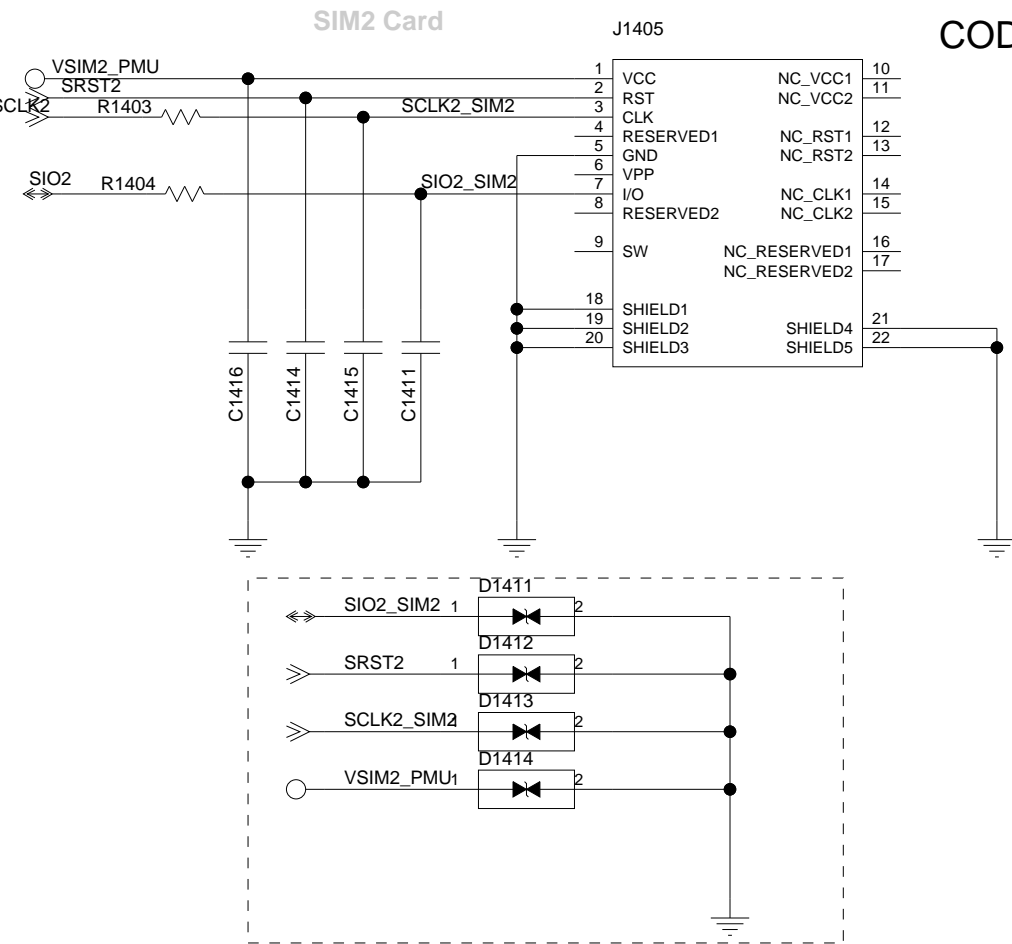 SIM2 Card
J1405
COD
VSIM2_PMU
SRST2
SCLK2
R1403
SCLK2_SIM2
SIO2
R1404
SIO2_SIM2
1 VCC
2 RST
3 CLK
4 RESERVED1
5 GND
6 VPP
7 I/O
8 RESERVED2
9 SW
18 SHIELD1
19 SHIELD2
20 SHIELD3
NC_VCC1 10
NC_VCC2 11
NC_RST1 12
NC_RST2 13
NC_CLK1 14
NC_CLK2 15
NC_RESERVED1 16
NC_RESERVED2 17
SHIELD4 21
SHIELD5 22
C1416
C1414
C1415
C1411
D1411
SIO2_SIM2 1 2
D1412
SRST2 1 2
D1413
SCLK2_SIM2 1 2
D1414
VSIM2_PMU 1 2